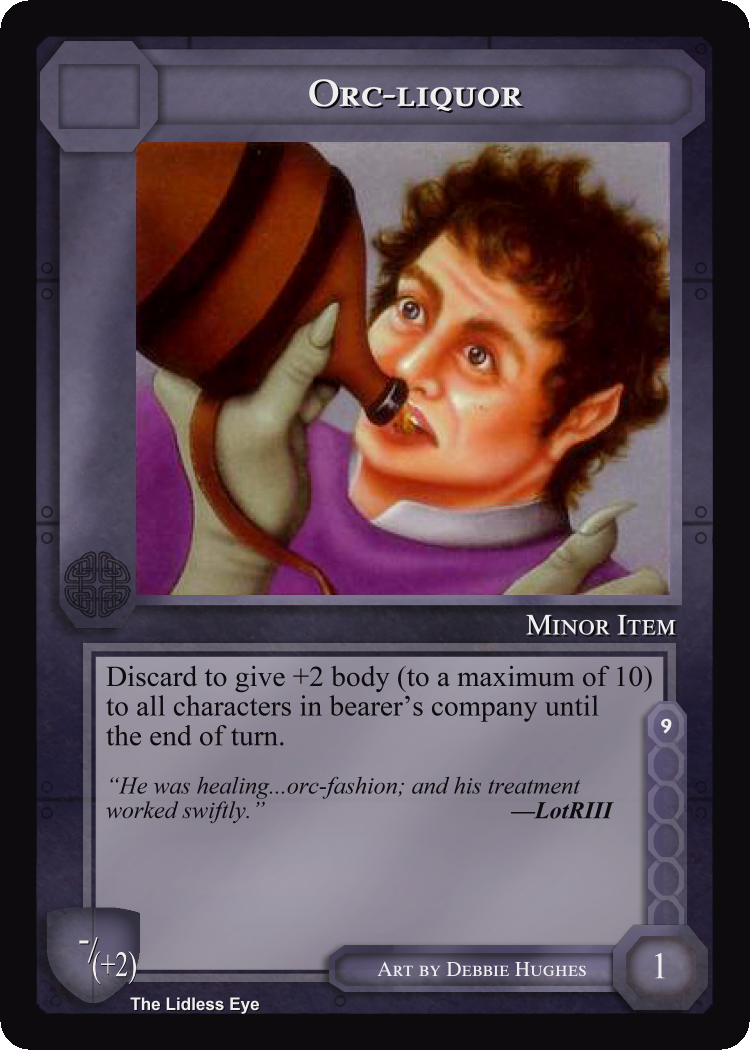 Orc-liquor
Minor Item
Discard to give +2 body (to a maximum of 10)
to all characters in bearer's company until
the end of turn.
9
“He was healing...orc-fashion; and his treatment
worked swiftly.” —LotRIII
-/(+2)
Art by Debbie Hughes
1
The Lidless Eye